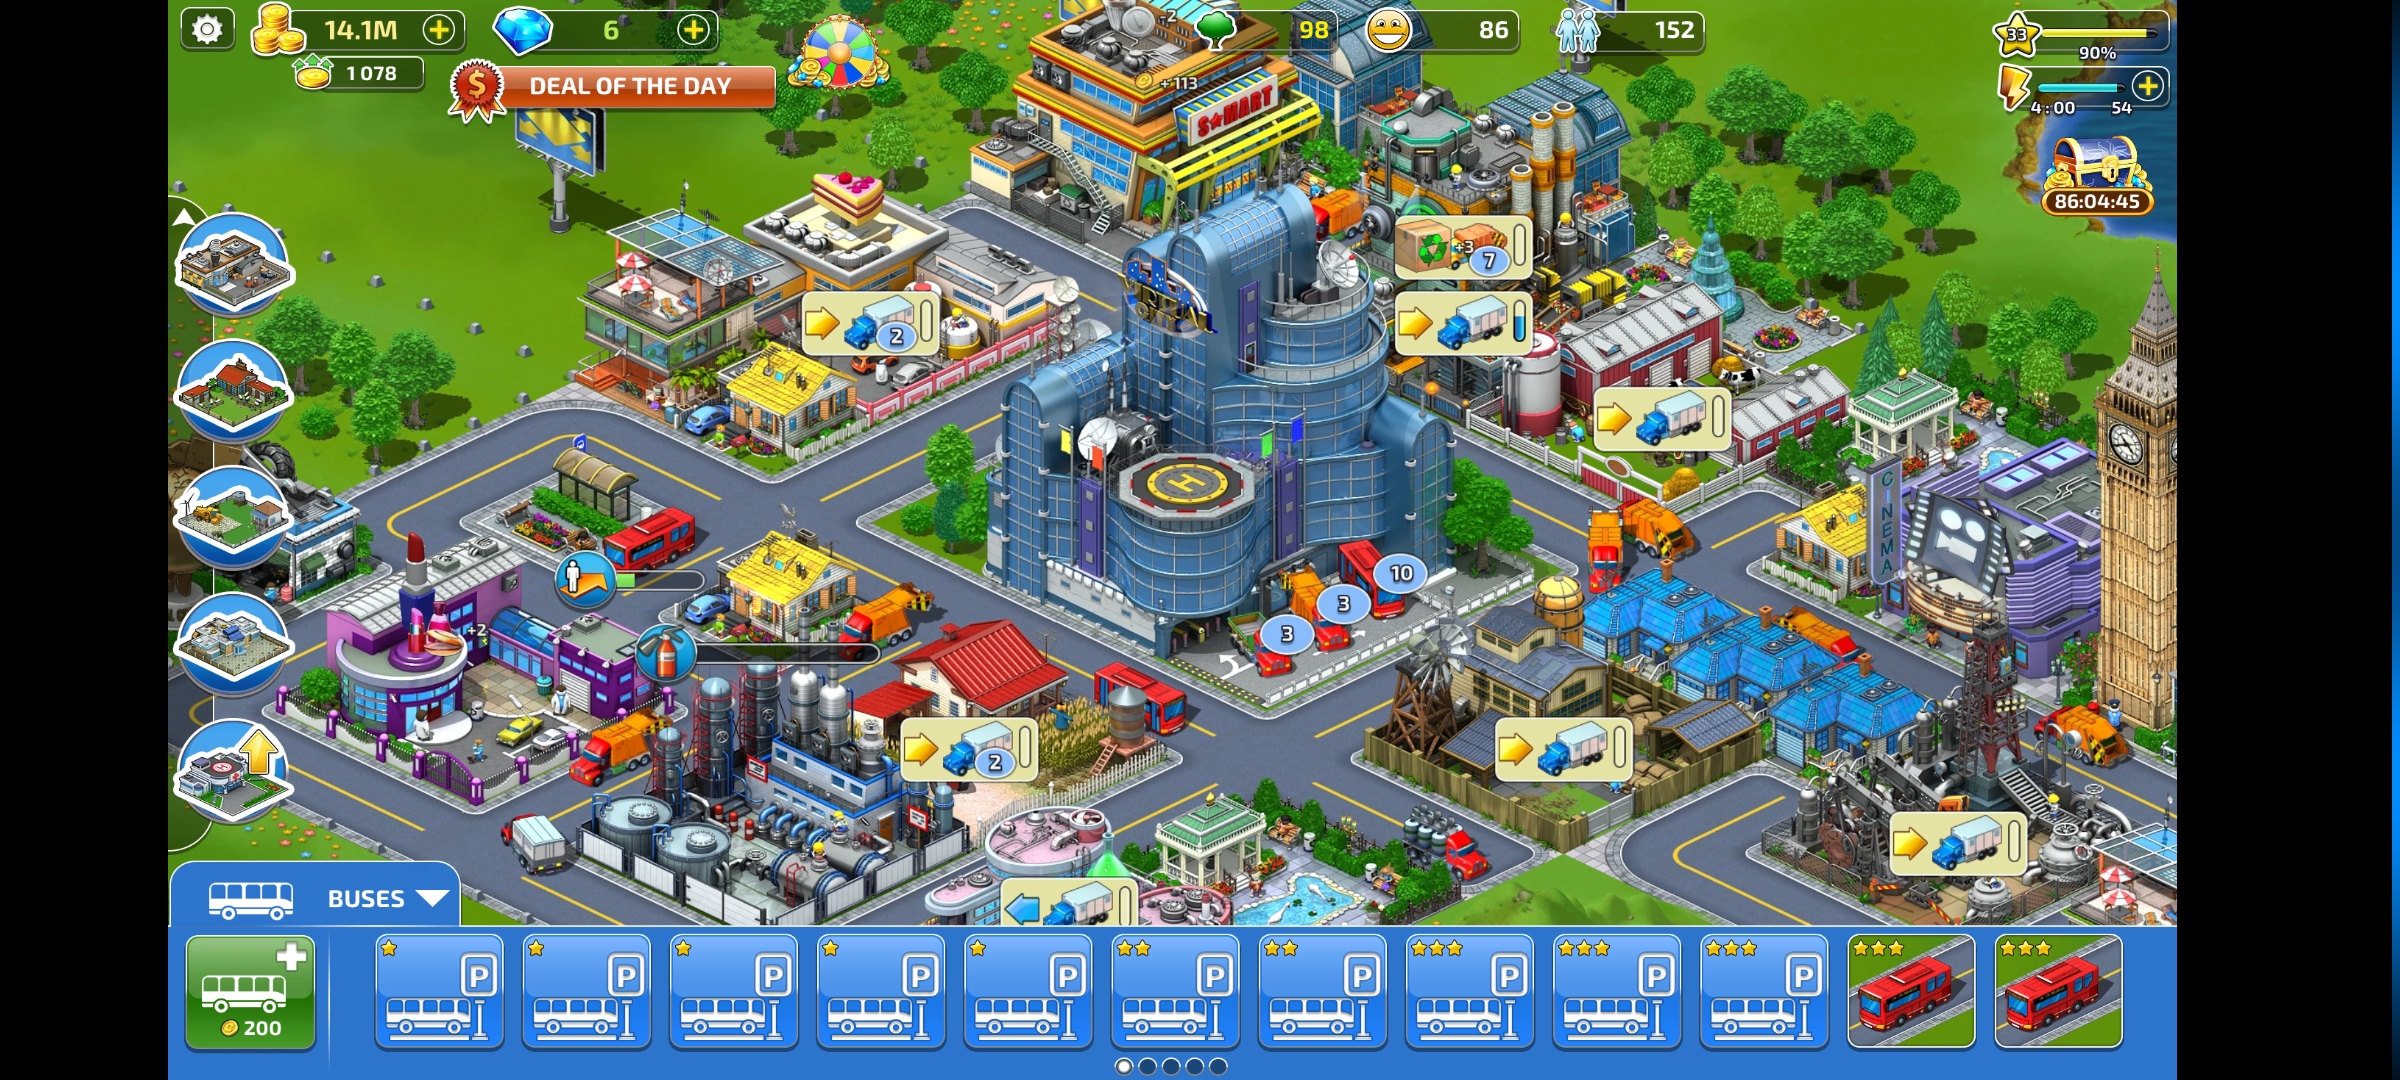 14.1M
6
98
86
152
33
90%
1 078
DEAL OF THE DAY
$
+2
+113
S★MART
4:00
54
86:04:45
+3
7
2
CINEMA
H
10
3
3
+2
2
BUSES
200
P
P
P
P
P
P
P
P
P
P